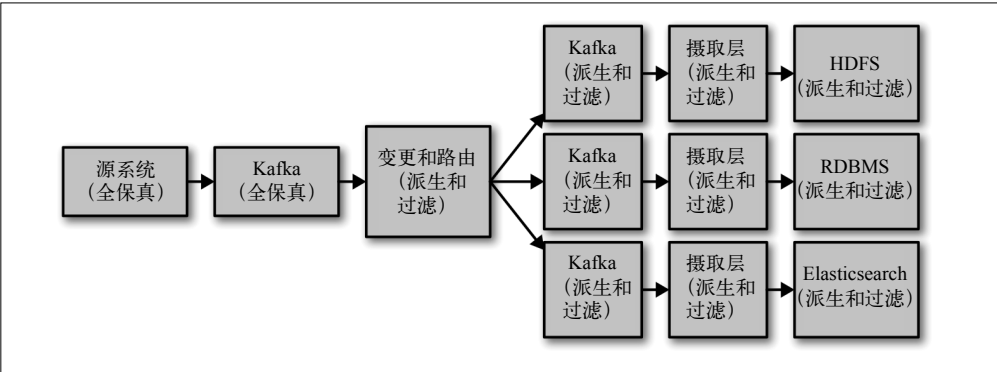 源系统
（全保真）
Kafka
（全保真）
变更和路由
（派生和
过滤）
Kafka
（派生和
过滤）
摄取层
（派生和
过滤）
HDFS
（派生和过滤）
Kafka
（派生和
过滤）
摄取层
（派生和
过滤）
RDBMS
（派生和过滤）
Kafka
（派生和
过滤）
摄取层
（派生和
过滤）
Elasticsearch
（派生和过滤）